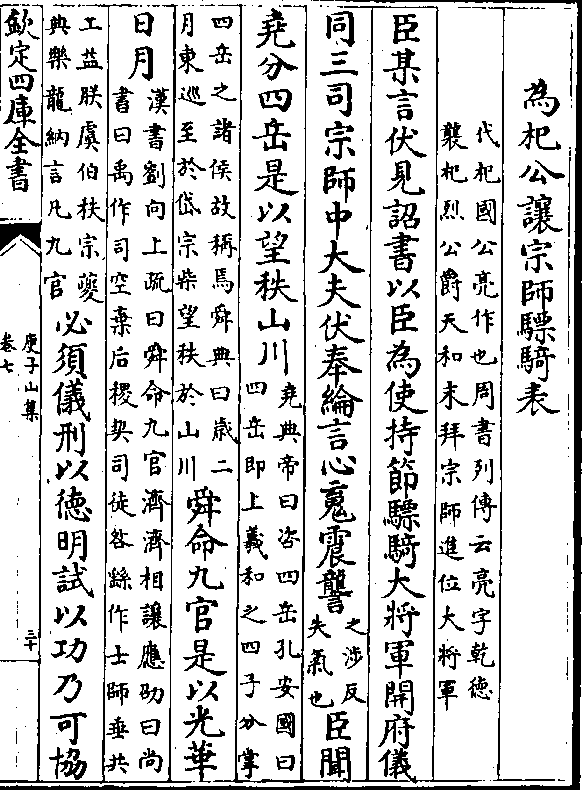 為杞公讓宗師驃騎表
代杞國公亮作也周書列傳云亮字乾德
襲杞烈公爵天和末拜宗師進位大將軍
臣某言伏見詔書以臣為使持節驃騎大將軍開府儀
同三司宗師中大夫伏奉綸言心䰟震讋
之涉反
失氣也
臣聞
堯分四岳是以望秩山川
堯典帝曰咨四岳孔安國曰
四岳即上羲和之四子分掌
四岳之諸侯故稱焉舜典曰歲二
月東巡至於岱宗柴望秩於山川
舜命九官是以光華
日月
漢書劉向上疏曰舜命九官濟濟相讓應劭曰尚
書曰禹作司空棄后稷契司徒咎繇作士師垂共
工益朕虞伯秩宗夔
典樂龍納言凡九官
必須儀刑以德明試以功乃可協
欽定四庫全書
庾子山集
卷七
三十